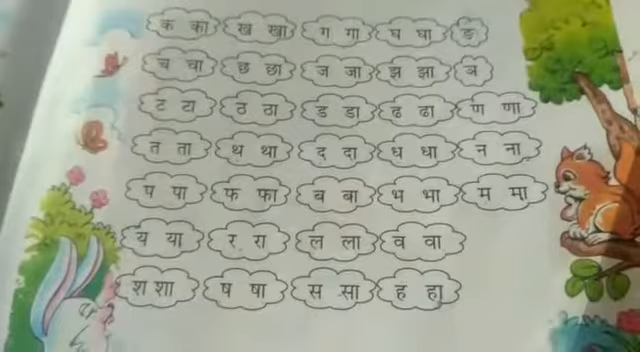 क का ख खा ग गा घ घा ङ
च चा छ छा ज जा झ झा ञ
ट टा ठ ठा ड डा ढ ढा ण णा
त ता थ था द दा ध धा न ना
प पा फ फा ब बा भ भा म मा
य या र रा ल ला व वा
श शा ष षा स सा ह हा